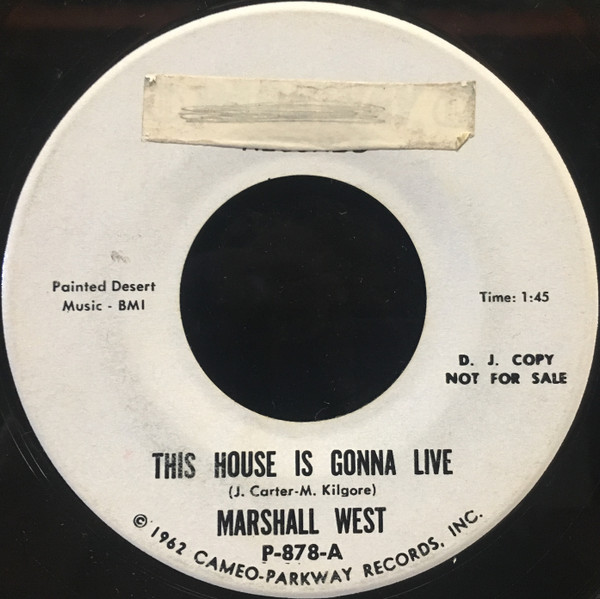 Painted Desert
Music - BMI
Time: 1:45
D. J. COPY
NOT FOR SALE
THIS HOUSE IS GONNA LIVE
(J. Carter-M. Kilgore)
MARSHALL WEST
P-878-A
© 1962 CAMEO-PARKWAY RECORDS, INC.